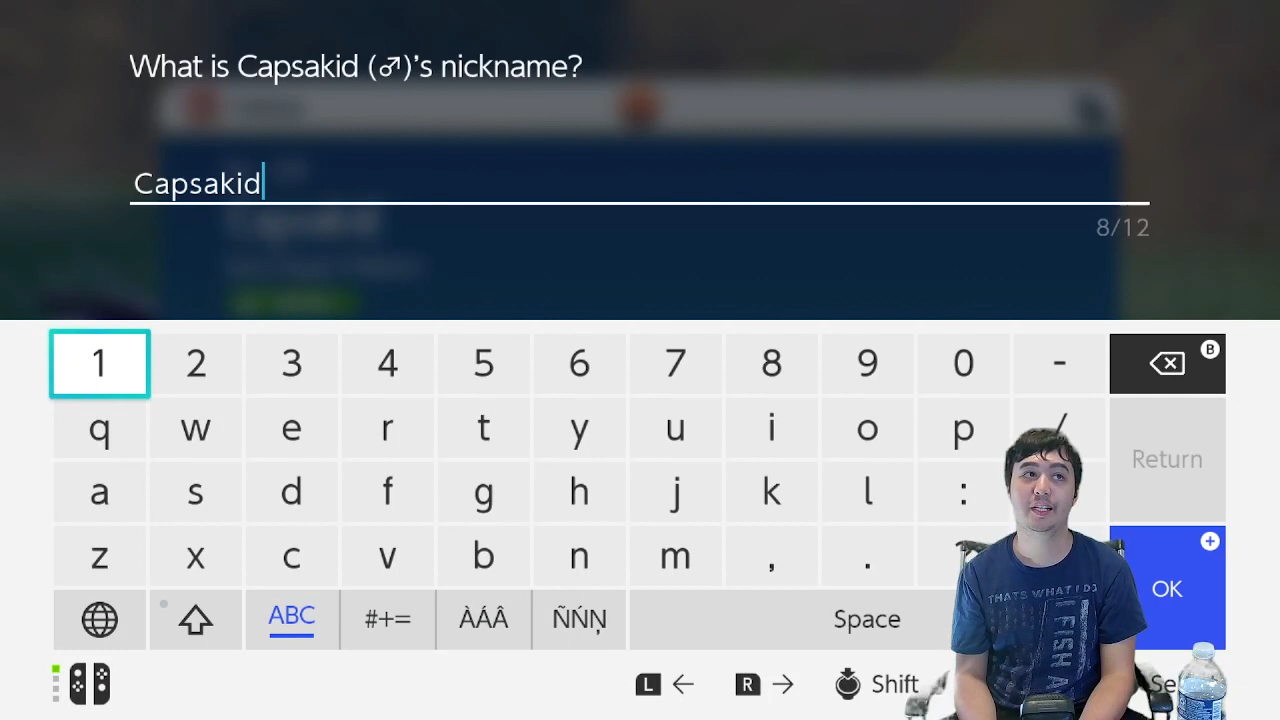 What is Capsakid (♂)'s nickname?
Capsakid
8/12
1 2 3 4 5 6 7 8 9 0 - B
q w e r t y u i o p / Return
a s d f g h j k l :
z x c v b n m , . + OK
ABC #+= ÀÁÂ ÑŃŅ Space
L ← R → Shift
THATS WHAT I DO
I FISH